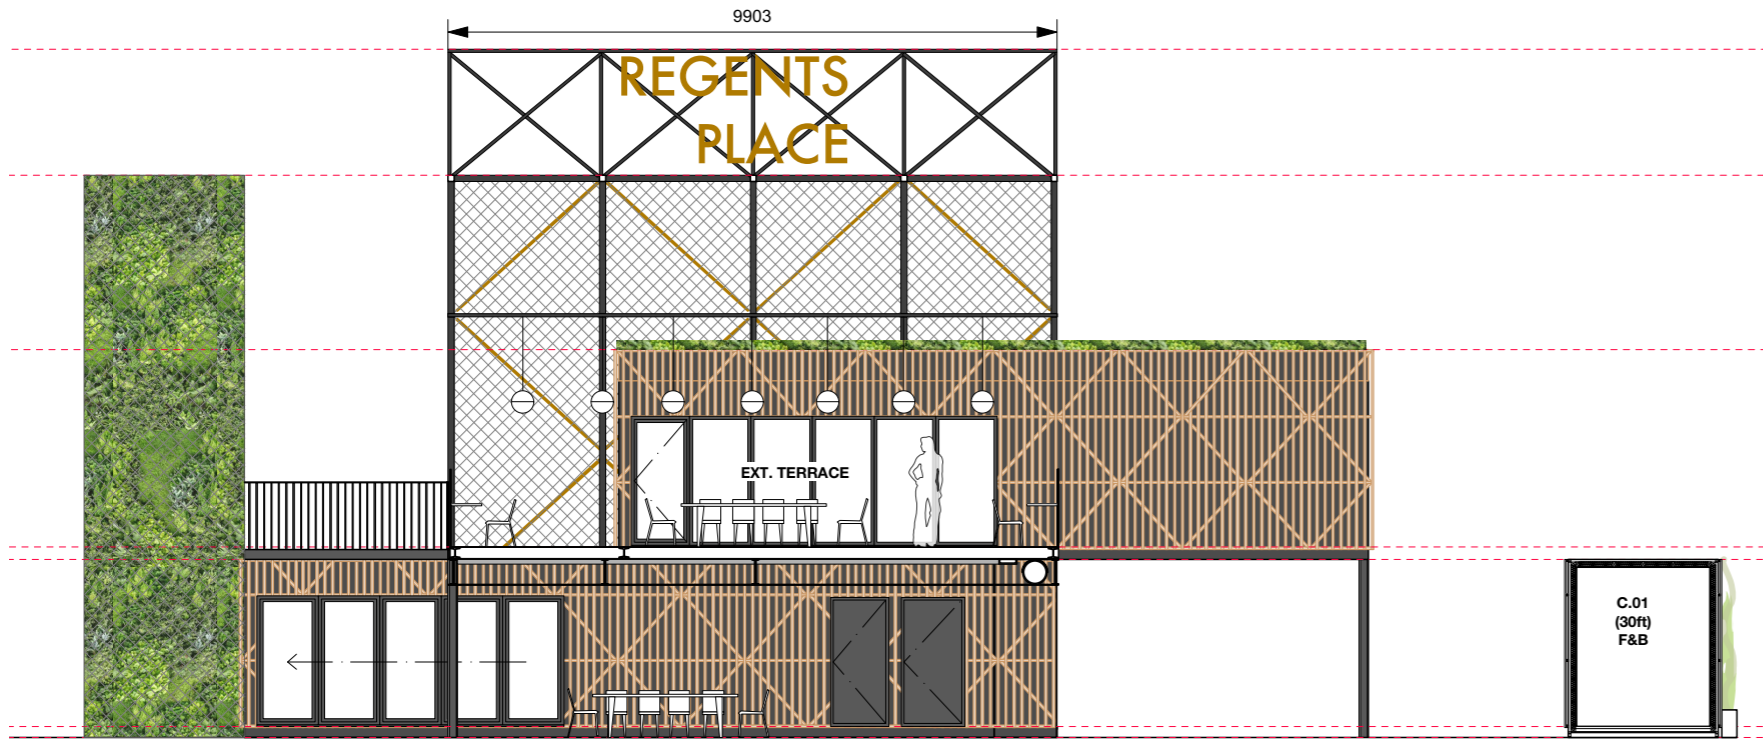 9903
REGENTS
PLACE
EXT. TERRACE
C.01
(30ft)
F&B